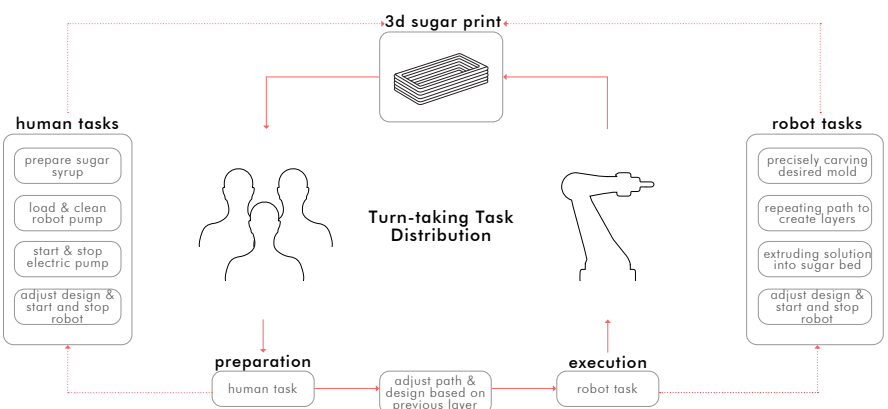 3d sugar print
human tasks
prepare sugar
syrup
load & clean
robot pump
start & stop
electric pump
adjust design &
start and stop
robot
Turn-taking Task
Distribution
robot tasks
precisely carving
desired mold
repeating path to
create layers
extruding solution
into sugar bed
adjust design &
start and stop
robot
preparation
human task
adjust path &
design based on
previous layer
execution
robot task